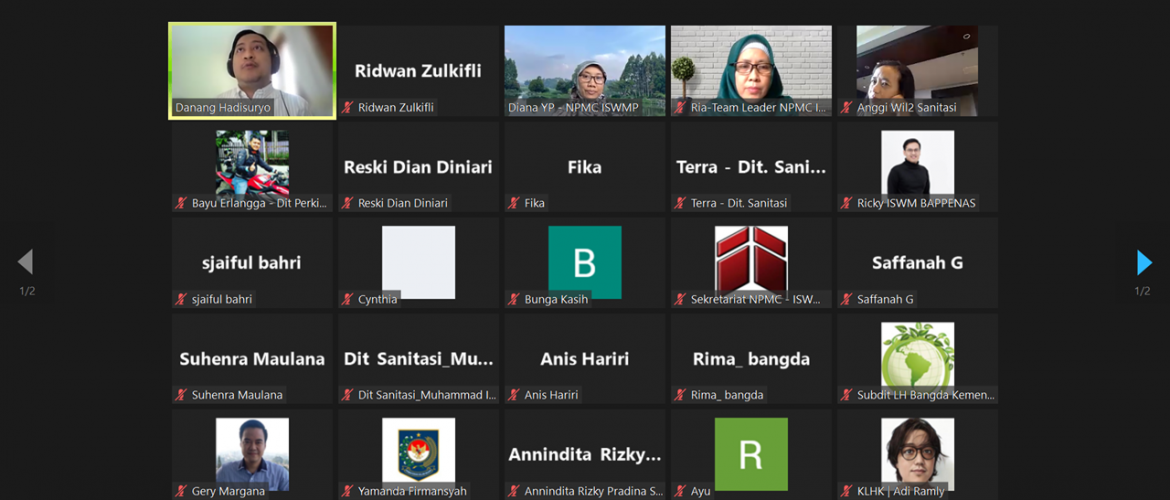 Danang Hadisuryo
Ridwan Zulkifli
Ridwan Zulkifli
Diana YP - NPMC ISWMP
Ria-Team Leader NPMC I...
Anggi Wil2 Sanitasi
Bayu Erlangga - Dit Perki...
Reski Dian Diniari
Reski Dian Diniari
Fika
Fika
Terra - Dit. Sani...
Terra - Dit. Sanitasi
Ricky ISWM BAPPENAS
1/2
sjaiful bahri
sjaiful bahri
Cynthia
B
Bunga Kasih
Sekretariat NPMC - ISW...
Saffanah G
Saffanah G
1/2
Suhenra Maulana
Suhenra Maulana
Dit Sanitasi_Mu...
Dit Sanitasi_Muhammad I...
Anis Hariri
Anis Hariri
Rima_ bangda
Rima_ bangda
Subdit LH Bangda Kemen...
Gery Margana
Yamanda Firmansyah
Annindita Rizky...
Annindita Rizky Pradina S...
R
Ayu
KLHK | Adi Ramly